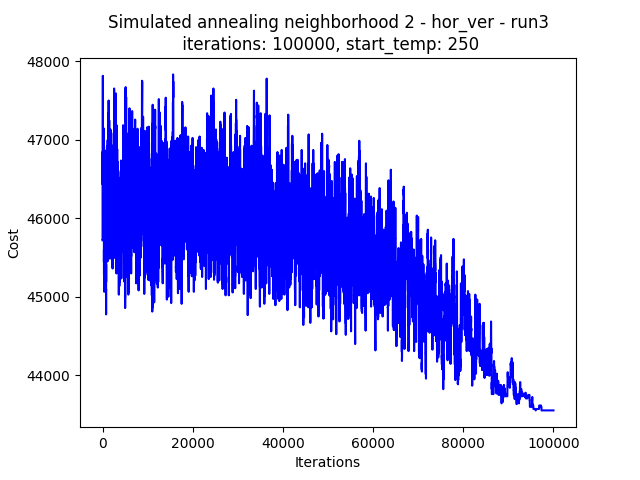 Simulated annealing neighborhood 2 - hor_ver - run3
iterations: 100000, start_temp: 250
48000
47000
46000
45000
44000
Cost
0
20000
40000
60000
80000
100000
Iterations